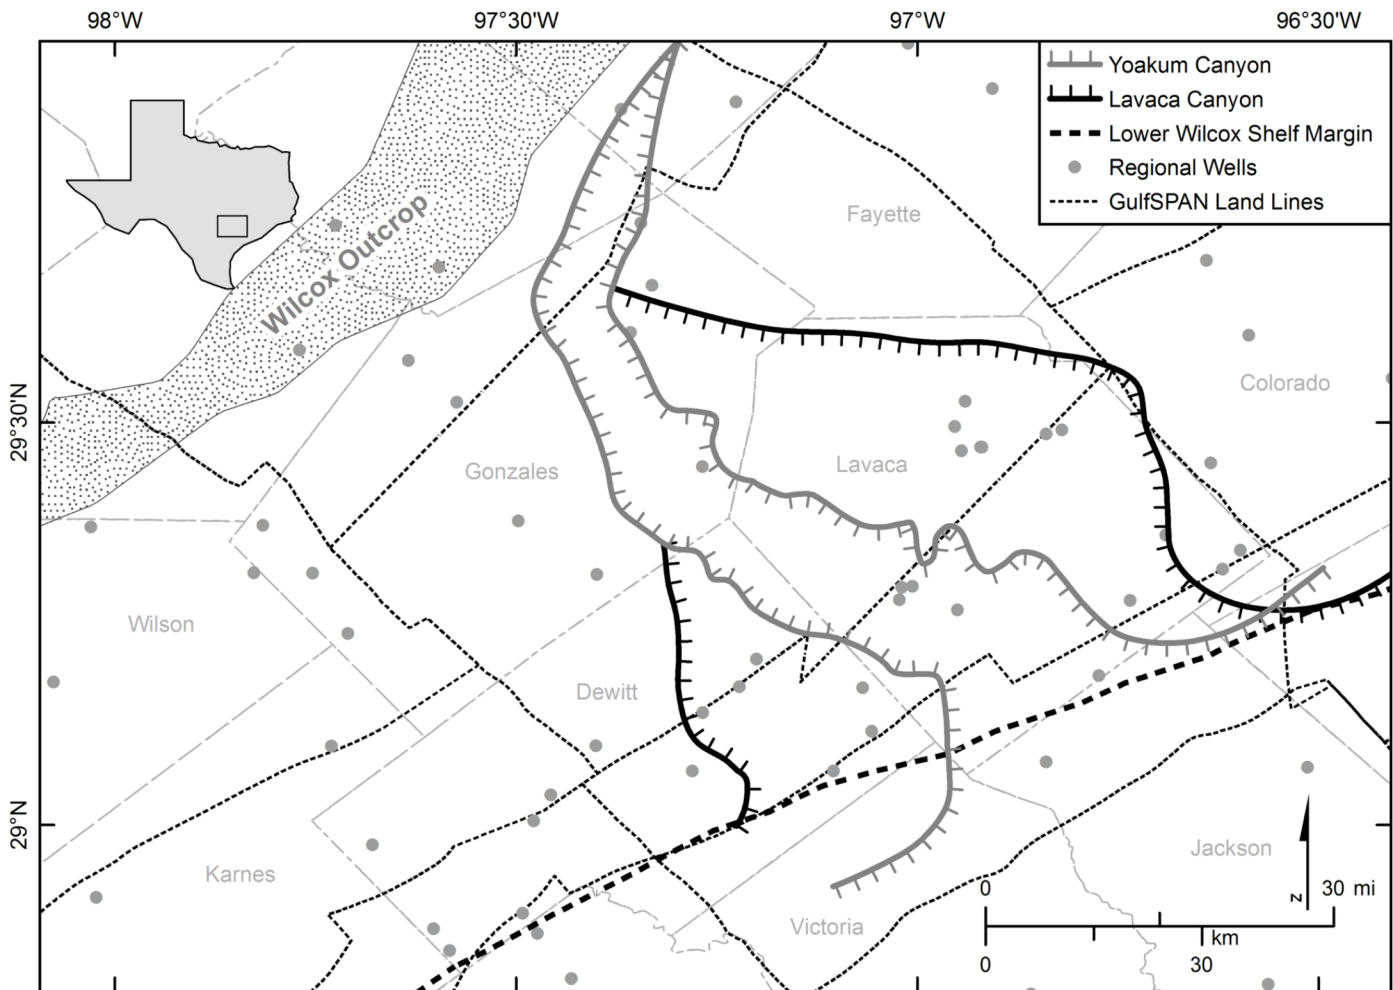 98°W
97°30'W
97°W
96°30'W
Yoakum Canyon
Lavaca Canyon
Lower Wilcox Shelf Margin
Regional Wells
GulfSPAN Land Lines
Fayette
Wilcox Outcrop
Colorado
29°30'N
Gonzales
Lavaca
Wilson
Dewitt
29°N
Karnes
Jackson
Victoria
0
30 mi
N
km
0
30